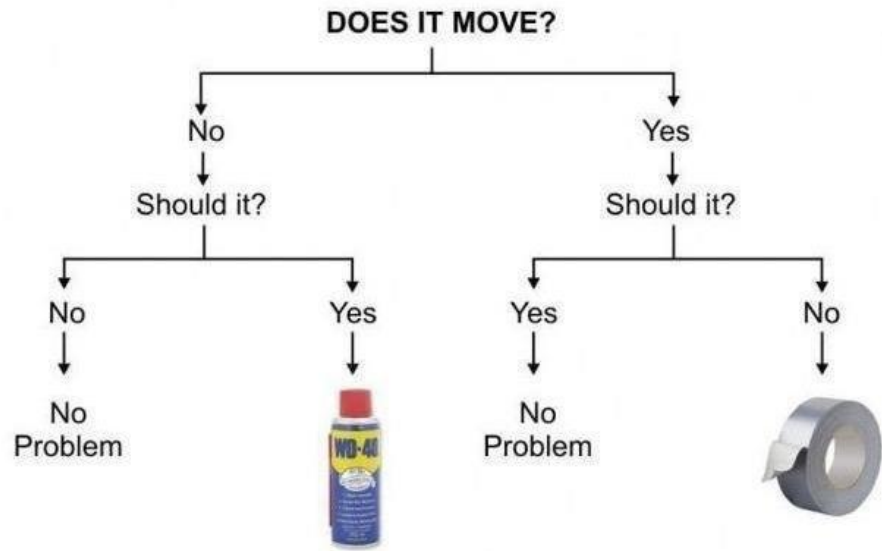 DOES IT MOVE?
No
Yes
Should it?
Should it?
No
Yes
Yes
No
No
Problem
WD-40
No
Problem